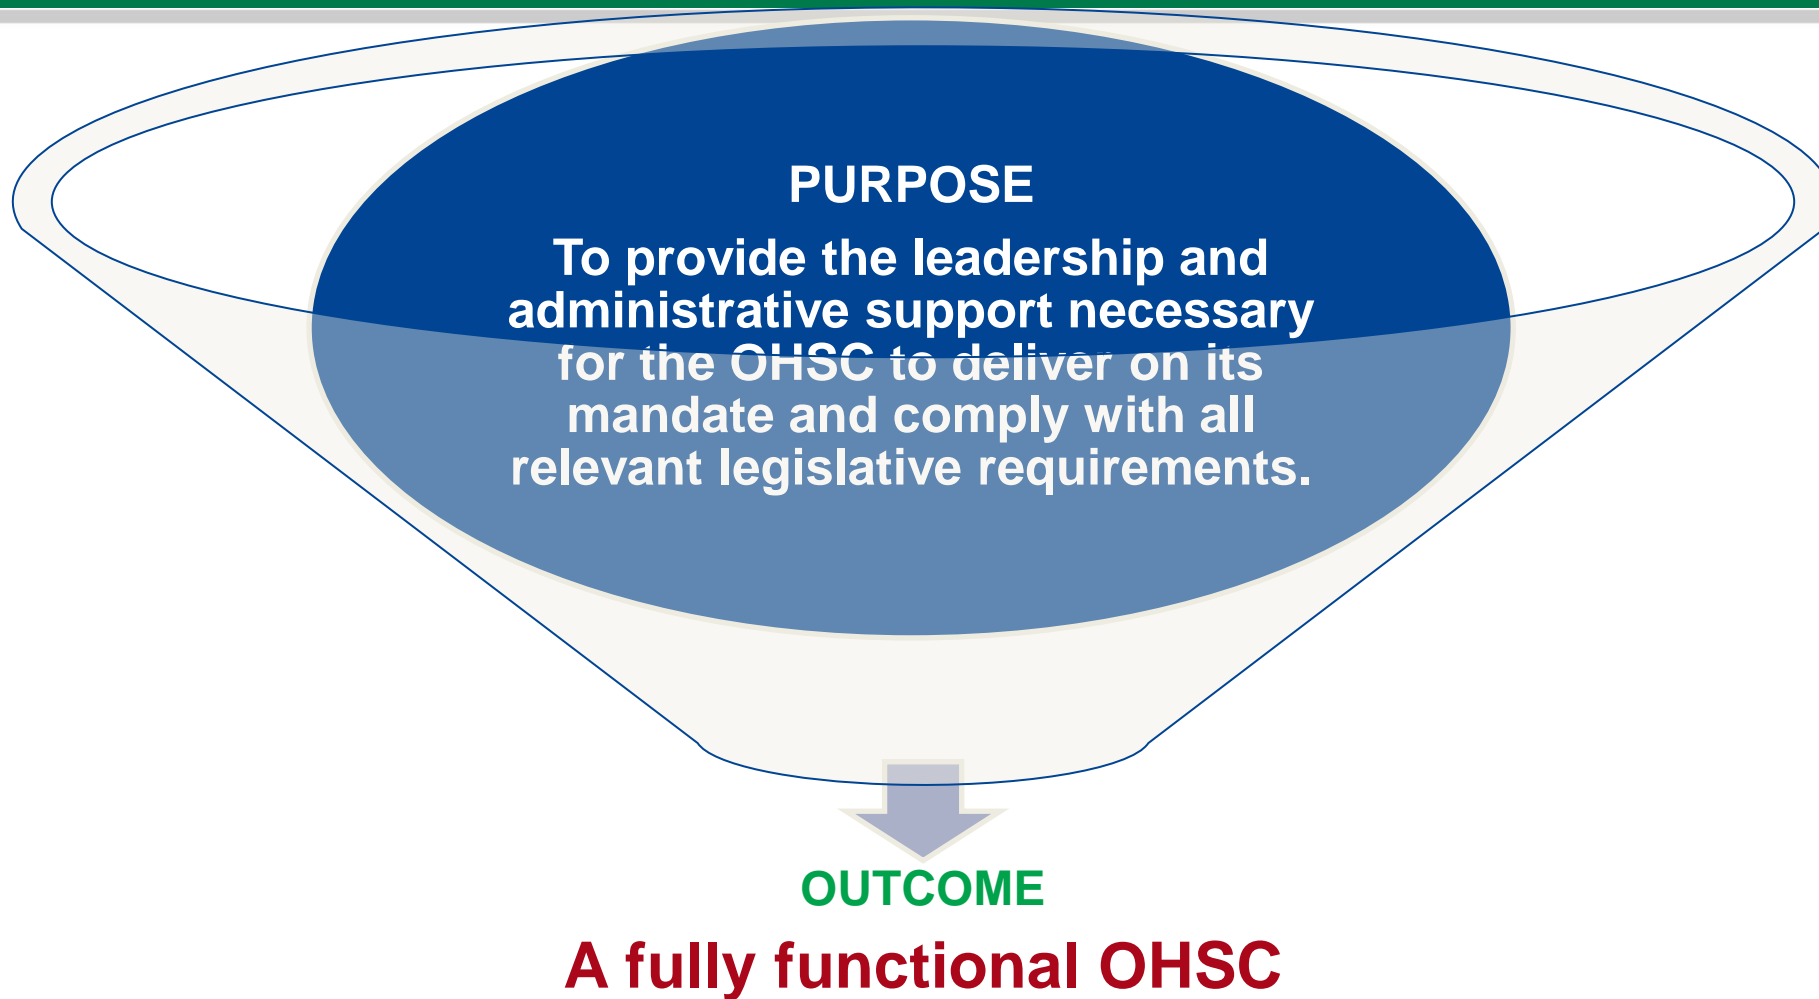 PURPOSE
To provide the leadership and
administrative support necessary
for the OHSC to deliver on its
mandate and comply with all
relevant legislative requirements.
OUTCOME
A fully functional OHSC